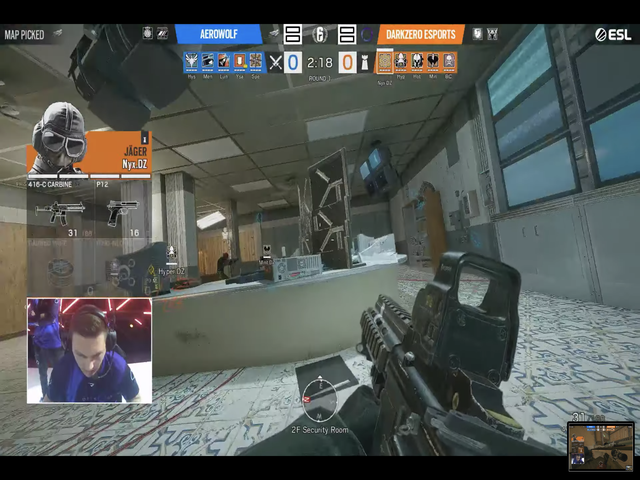 MAP PICKED
AEROWOLF
DARKZERO ESPORTS
ESL
0
2:18
0
ROUND 1
JÄGER
Nyx.DZ
416-C CARBINE
P12
31
16
Hyper.DZ
2F Security Room
31